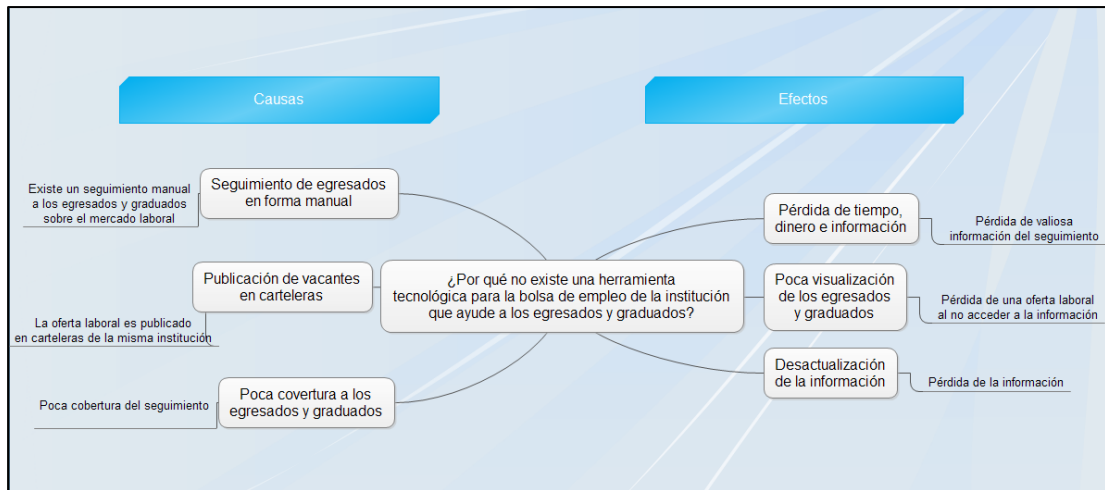 Causas
Efectos
Seguimiento de egresados
en forma manual
Existe un seguimiento manual
a los egresados y graduados
sobre el mercado laboral
Publicación de vacantes
en carteleras
La oferta laboral es publicado
en carteleras de la misma institución
Poca covertura a los
egresados y graduados
Poca cobertura del seguimiento
¿Por qué no existe una herramienta
tecnológica para la bolsa de empleo de la institución
que ayude a los egresados y graduados?
Pérdida de tiempo,
dinero e información
Pérdida de valiosa
información del seguimiento
Poca visualización
de los egresados
y graduados
Pérdida de una oferta laboral
al no acceder a la información
Desactualización
de la información
Pérdida de la información